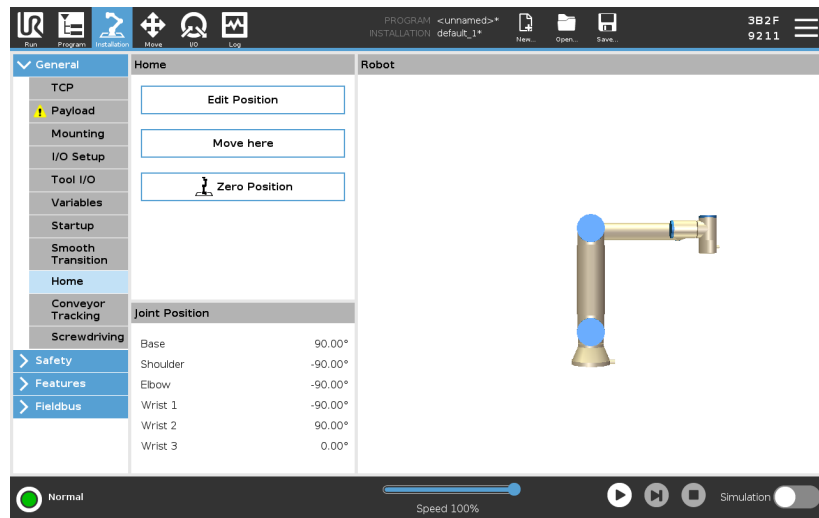 UR
Run
Program
Installation
Move
I/O
Log
PROGRAM <unnamed>*
INSTALLATION default_1*
New...
Open...
Save...
3B2F
9211
General
TCP
Payload
Mounting
I/O Setup
Tool I/O
Variables
Startup
Smooth
Transition
Home
Conveyor
Tracking
Screwdriving
Safety
Features
Fieldbus
Home
Edit Position
Move here
Zero Position
Joint Position
Base 90.00°
Shoulder -90.00°
Elbow -90.00°
Wrist 1 -90.00°
Wrist 2 90.00°
Wrist 3 0.00°
Robot
Normal
Speed 100%
Simulation